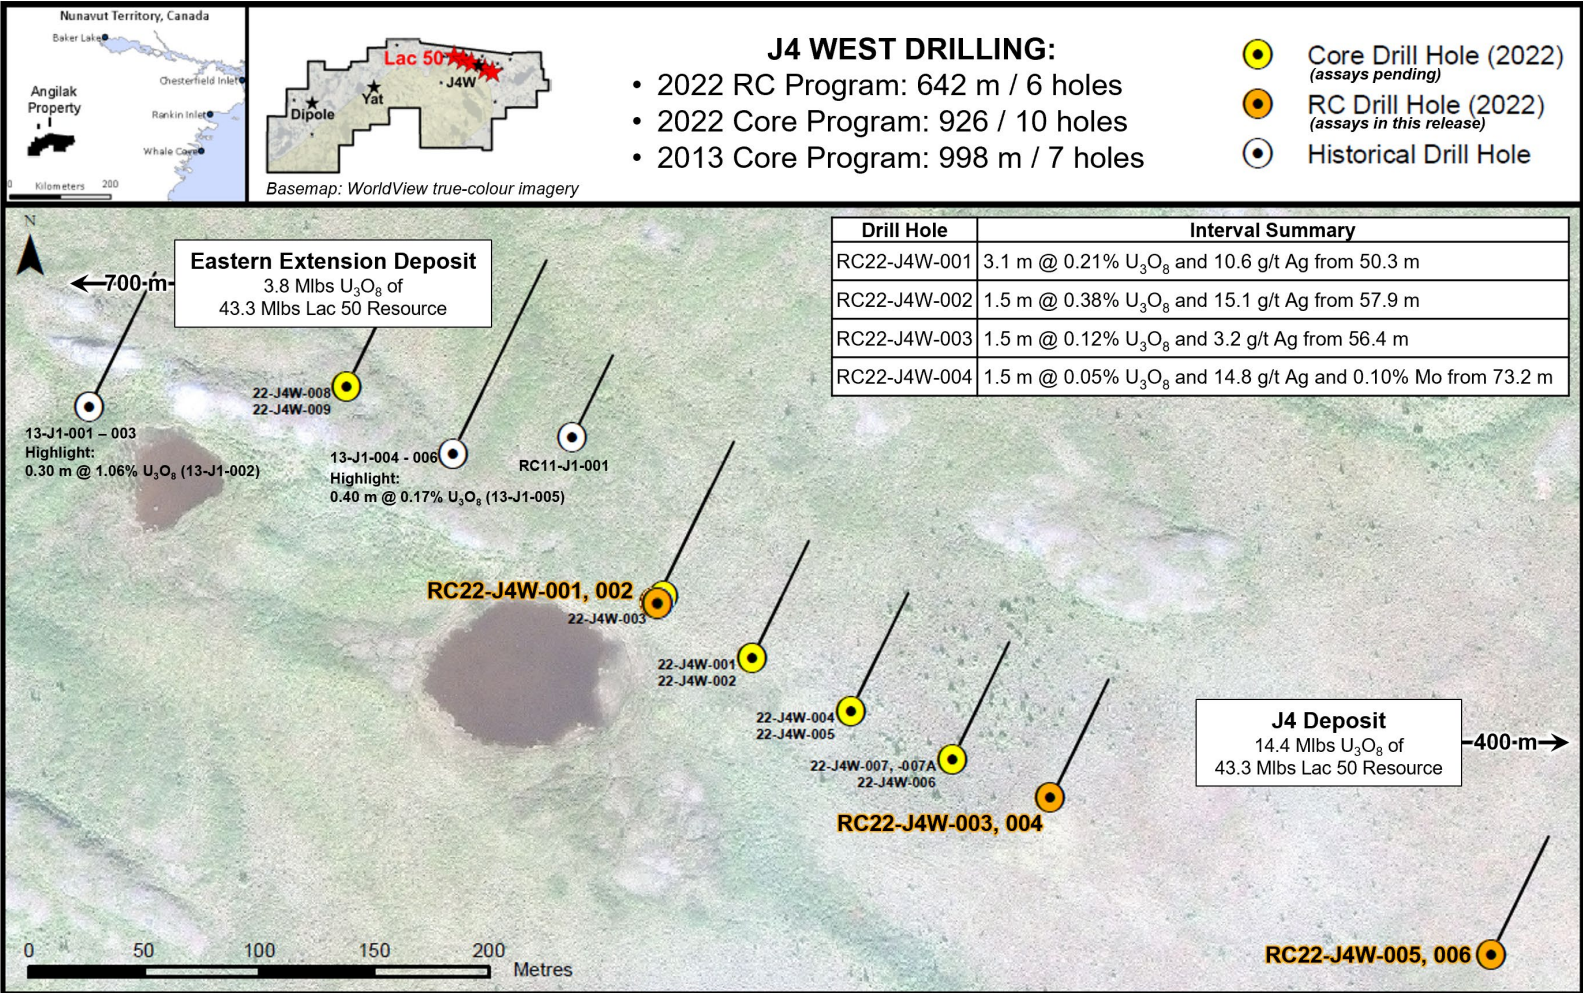 Nunavut Territory, Canada
Baker Lake
Chesterfield Inlet
Angilak
Property
Rankin Inlet
Whale Cove
0 Kilometers 200
Lac 50
J4W
Yat
Dipole
Basemap: WorldView true-colour imagery
J4 WEST DRILLING:
• 2022 RC Program: 642 m / 6 holes
• 2022 Core Program: 926 / 10 holes
• 2013 Core Program: 998 m / 7 holes
Core Drill Hole (2022)
(assays pending)
RC Drill Hole (2022)
(assays in this release)
Historical Drill Hole
N
←700 m
Eastern Extension Deposit
3.8 Mlbs U₃O₈ of
43.3 Mlbs Lac 50 Resource
Drill Hole Interval Summary
RC22-J4W-001 3.1 m @ 0.21% U₃O₈ and 10.6 g/t Ag from 50.3 m
RC22-J4W-002 1.5 m @ 0.38% U₃O₈ and 15.1 g/t Ag from 57.9 m
RC22-J4W-003 1.5 m @ 0.12% U₃O₈ and 3.2 g/t Ag from 56.4 m
RC22-J4W-004 1.5 m @ 0.05% U₃O₈ and 14.8 g/t Ag and 0.10% Mo from 73.2 m
22-J4W-008
22-J4W-009
13-J1-001 – 003
Highlight:
0.30 m @ 1.06% U₃O₈ (13-J1-002)
13-J1-004 - 006
Highlight:
0.40 m @ 0.17% U₃O₈ (13-J1-005)
RC11-J1-001
RC22-J4W-001, 002
22-J4W-003
22-J4W-001
22-J4W-002
22-J4W-004
22-J4W-005
22-J4W-007, -007A
22-J4W-006
RC22-J4W-003, 004
J4 Deposit
14.4 Mlbs U₃O₈ of
43.3 Mlbs Lac 50 Resource
400 m→
RC22-J4W-005, 006
0 50 100 150 200
Metres